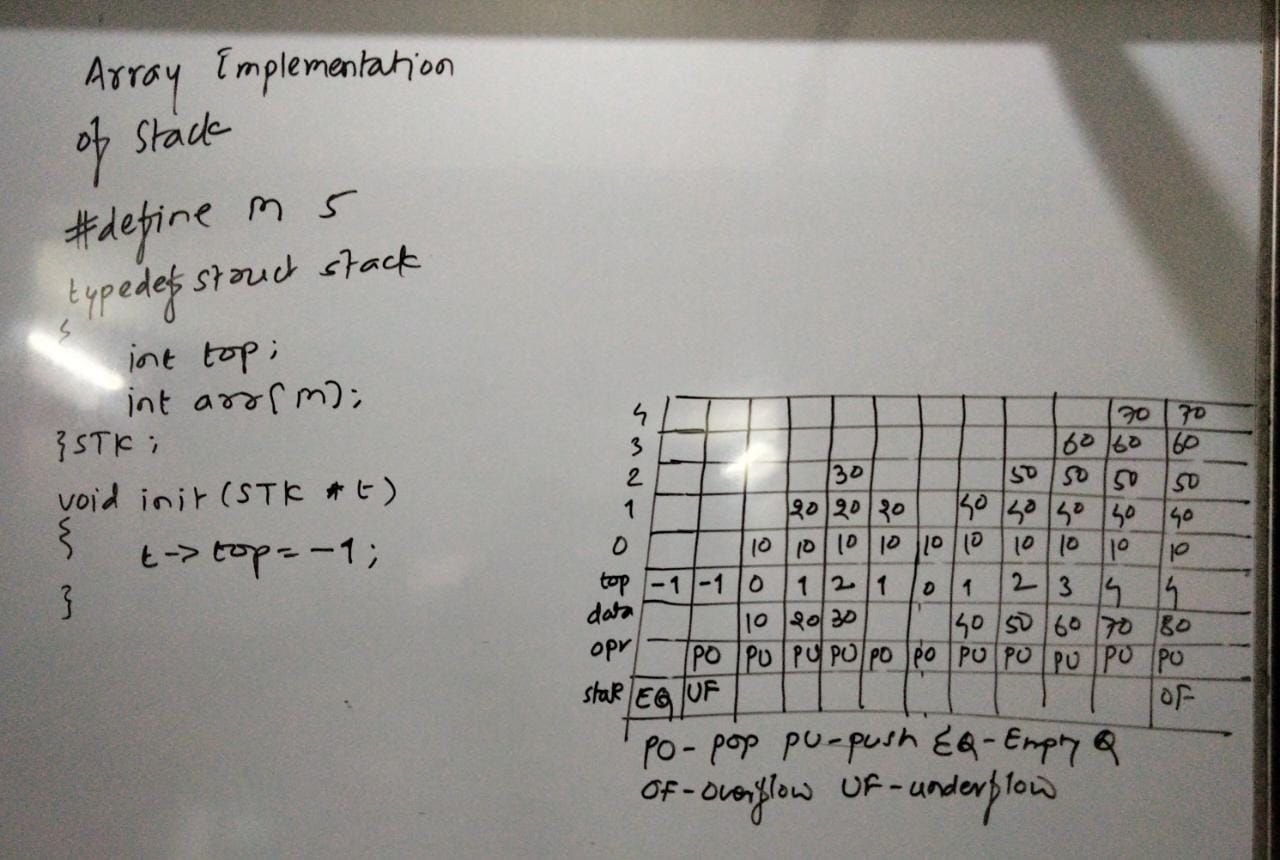 Array Implementation
of Stack
#define m 5
typedef struct stack
{
int top;
int arr[m];
}STK;
void init(STK *t)
{
t->top=-1;
}
4 70 70
3 60 60 60
2 30 50 50 50 50
1 20 20 20 40 40 40 40 40
0 10 10 10 10 10 10 10 10 10 10
top -1 -1 0 1 2 1 0 1 2 3 4 4
data 10 20 30 40 50 60 70 80
opr PO PU PU PU PO PO PU PU PU PU PU
EQ UF OF
PO- pop PU-push EQ-Empty Q
OF-overflow UF-underflow